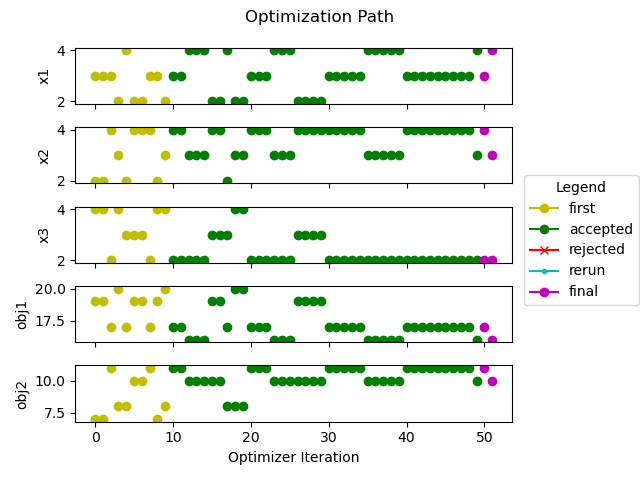 Optimization Path
x1
4
2
x2
4
2
x3
4
2
obj1
20.0
17.5
obj2
10.0
7.5
0 10 20 30 40 50
Optimizer Iteration
Legend
first
accepted
rejected
rerun
final